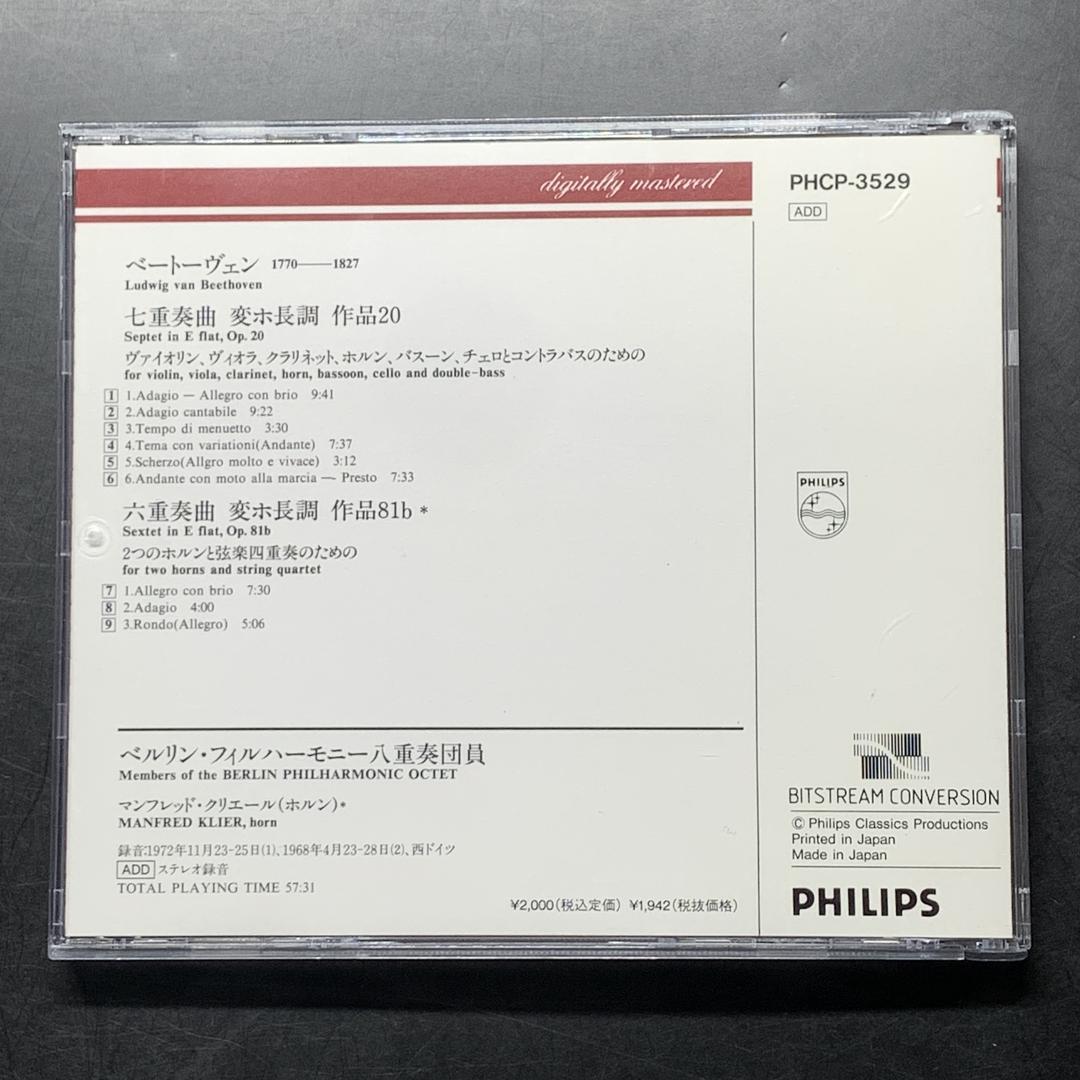 digitally mastered
ベートーヴェン 1770——1827
Ludwig van Beethoven
七重奏曲 変ホ長調 作品20
Septet in E flat, Op. 20
ヴァイオリン、ヴィオラ、クラリネット、ホルン、バスーン、チェロとコントラバスのための
for violin, viola, clarinet, horn, bassoon, cello and double-bass
1 1.Adagio — Allegro con brio 9:41
2 2.Adagio cantabile 9:22
3 3.Tempo di menuetto 3:30
4 4.Tema con variationi(Andante) 7:37
5 5.Scherzo(Allgro molto e vivace) 3:12
6 6.Andante con moto alla marcia — Presto 7:33
六重奏曲 変ホ長調 作品81b *
Sextet in E flat, Op. 81b
2つのホルンと弦楽四重奏のための
for two horns and string quartet
7 1.Allegro con brio 7:30
8 2.Adagio 4:00
9 3.Rondo(Allegro) 5:06
ベルリン・フィルハーモニー八重奏団員
Members of the BERLIN PHILHARMONIC OCTET
マンフレッド・クリエール(ホルン)*
MANFRED KLIER, horn
録音:1972年11月23-25日(1)、1968年4月23-28日(2)、西ドイツ
ADD ステレオ録音
TOTAL PLAYING TIME 57:31
¥2,000(税込定価) ¥1,942(税抜価格)
PHCP-3529
ADD
PHILIPS
BITSTREAM CONVERSION
© Philips Classics Productions
Printed in Japan
Made in Japan
PHILIPS